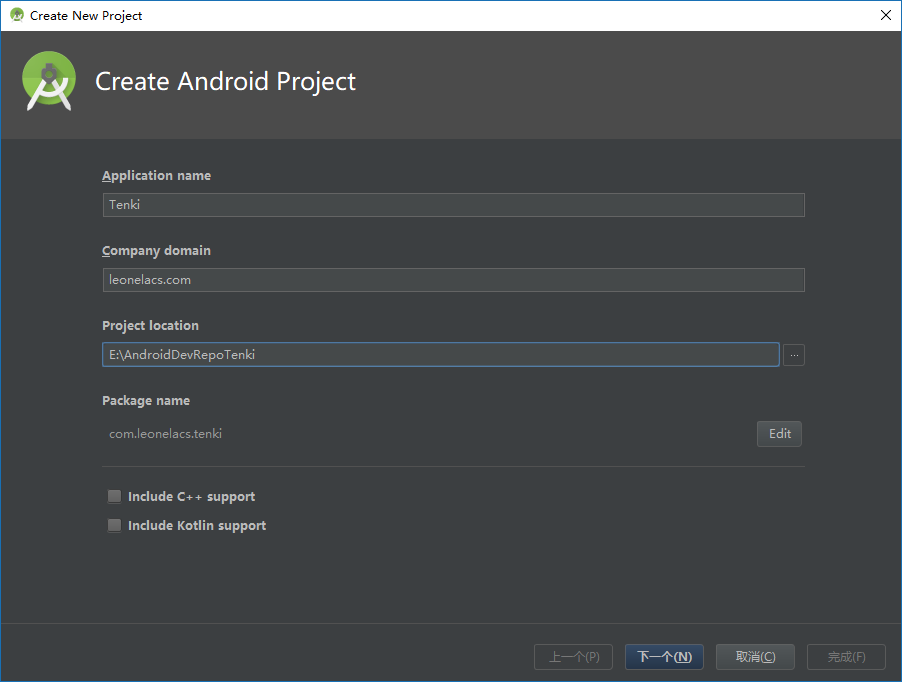 Create New Project
Create Android Project
Application name
Tenki
Company domain
leonelacs.com
Project location
E:\AndroidDevRepoTenki
...
Package name
com.leonelacs.tenki
Edit
Include C++ support
Include Kotlin support
上一个(P) 下一个(N) 取消(C) 完成(F)